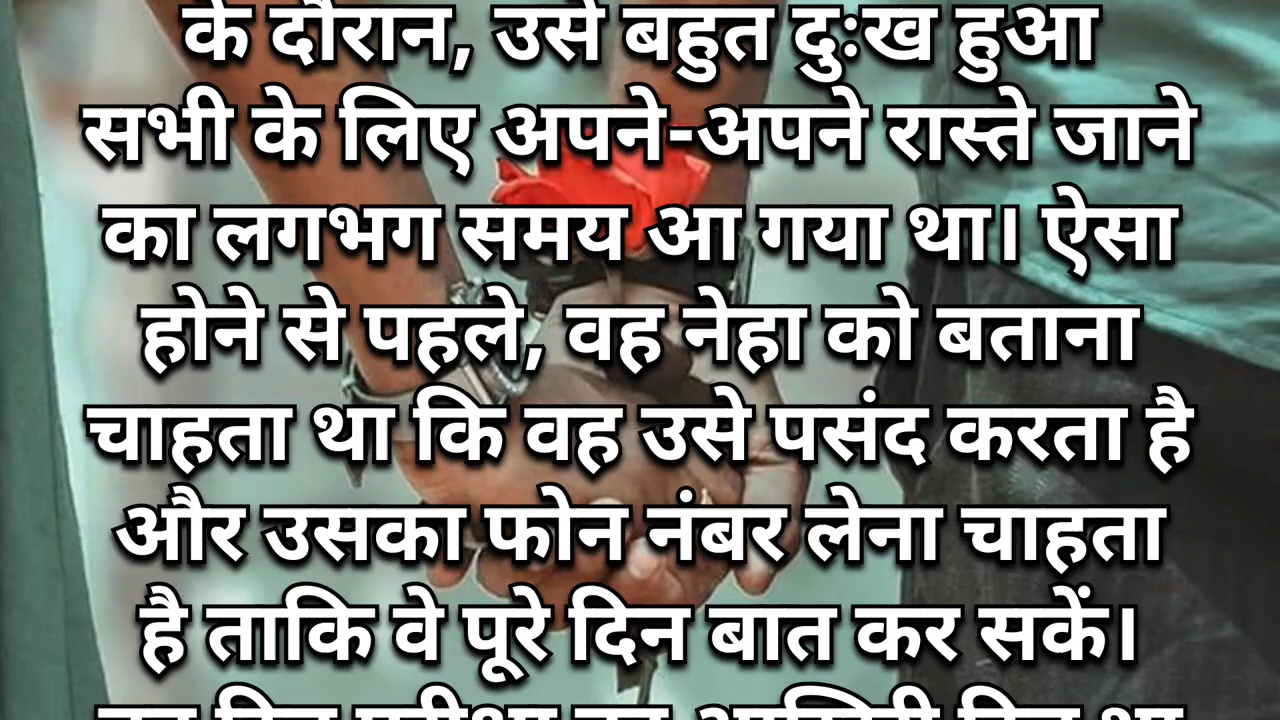 के दौरान, उसे बहुत दुःख हुआ
सभी के लिए अपने-अपने रास्ते जाने
का लगभग समय आ गया था। ऐसा
होने से पहले, वह नेहा को बताना
चाहता था कि वह उसे पसंद करता है
और उसका फोन नंबर लेना चाहता
है ताकि वे पूरे दिन बात कर सकें।